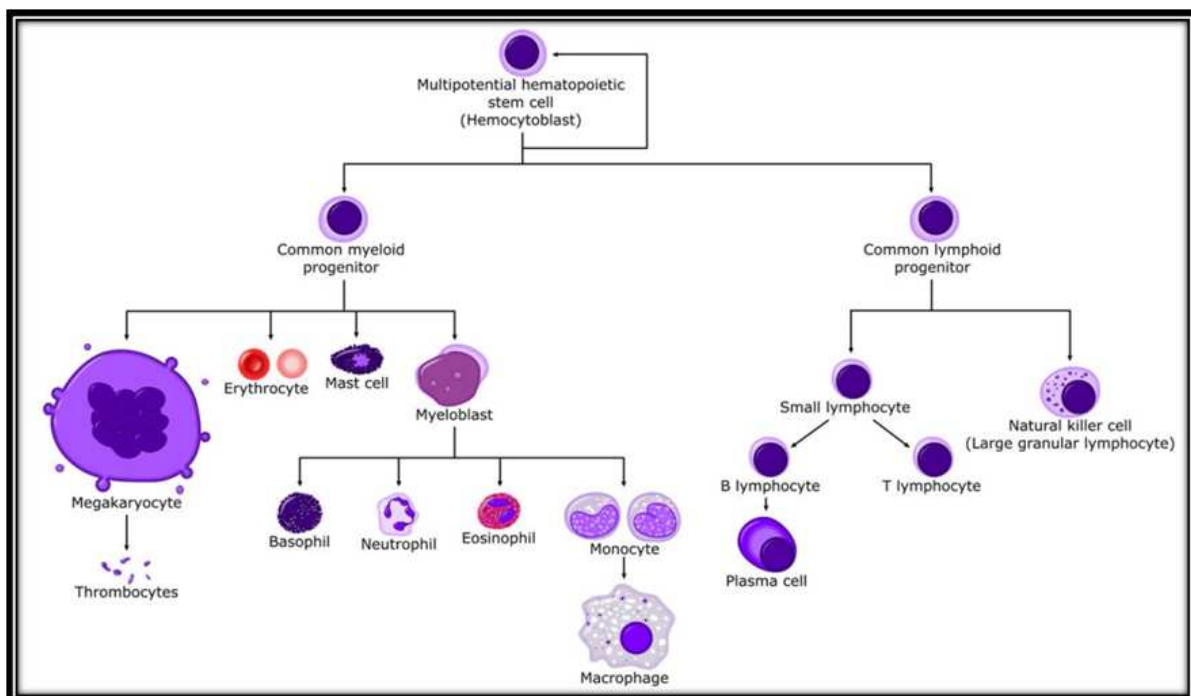 Multipotential hematopoietic
stem cell
(Hemocytoblast)
Common myeloid
progenitor
Common lymphoid
progenitor
Erythrocyte
Mast cell
Myeloblast
Small lymphocyte
Natural killer cell
(Large granular lymphocyte)
Megakaryocyte
B lymphocyte
T lymphocyte
Basophil
Neutrophil
Eosinophil
Monocyte
Plasma cell
Thrombocytes
Macrophage